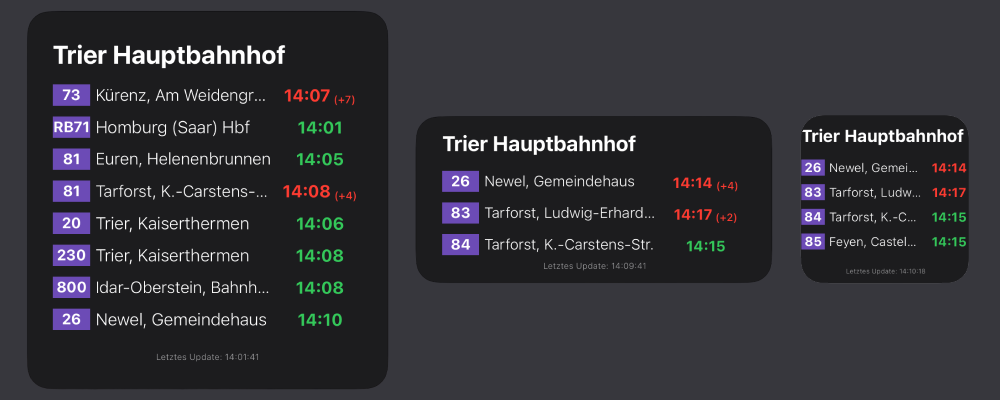 Trier Hauptbahnhof
73 Kürenz, Am Weidengr... 14:07 (+7)
RB71 Homburg (Saar) Hbf 14:01
81 Euren, Helenenbrunnen 14:05
81 Tarforst, K.-Carstens-... 14:08 (+4)
20 Trier, Kaiserthermen 14:06
230 Trier, Kaiserthermen 14:08
800 Idar-Oberstein, Bahnh... 14:08
26 Newel, Gemeindehaus 14:10
Letztes Update: 14:01:41
Trier Hauptbahnhof
26 Newel, Gemeindehaus 14:14 (+4)
83 Tarforst, Ludwig-Erhard... 14:17 (+2)
84 Tarforst, K.-Carstens-Str. 14:15
Letztes Update: 14:09:41
Trier Hauptbahnhof
26 Newel, Gemei... 14:14
83 Tarforst, Ludw... 14:17
84 Tarforst, K.-C... 14:15
85 Feyen, Castel... 14:15
Letztes Update: 14:10:18